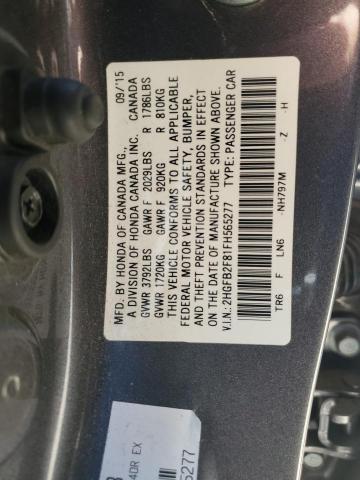 MFD. BY HONDA OF CANADA MFG., 09/15
A DIVISION OF HONDA CANADA INC. CANADA
GVWR 3792LBS GAWR F 2029LBS R 1786LBS
GVWR 1720KG GAWR F 920KG R 810KG
THIS VEHICLE CONFORMS TO ALL APPLICABLE
FEDERAL MOTOR VEHICLE SAFETY, BUMPER,
AND THEFT PREVENTION STANDARDS IN EFFECT
ON THE DATE OF MANUFACTURE SHOWN ABOVE.
V.I.N.: 2HGFB2F81FH565277 TYPE: PASSENGER CAR
TR6 F LN6 -NH797M -Z -H
4DR EX
5277